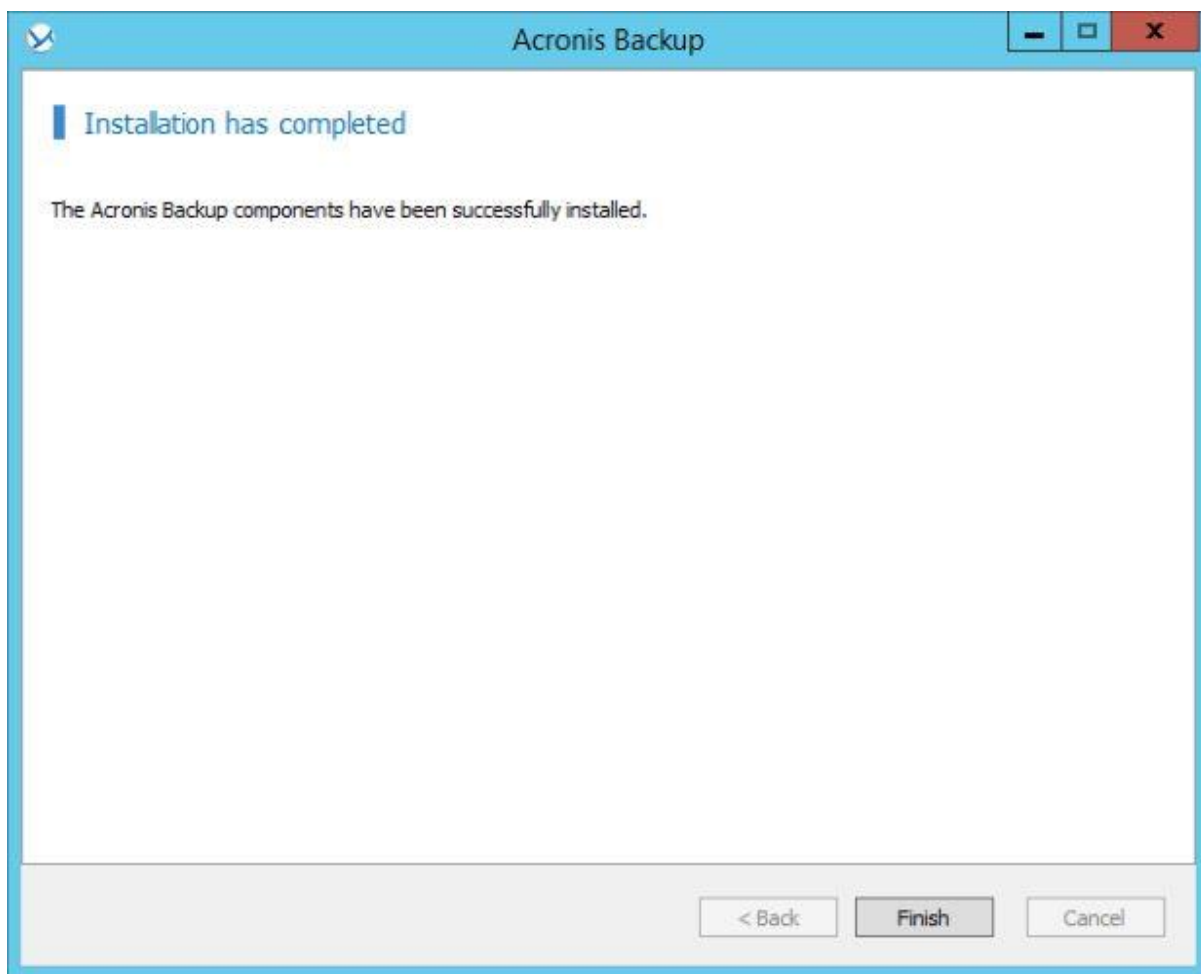 Acronis Backup
Installation has completed
The Acronis Backup components have been successfully installed.
< Back
Finish
Cancel